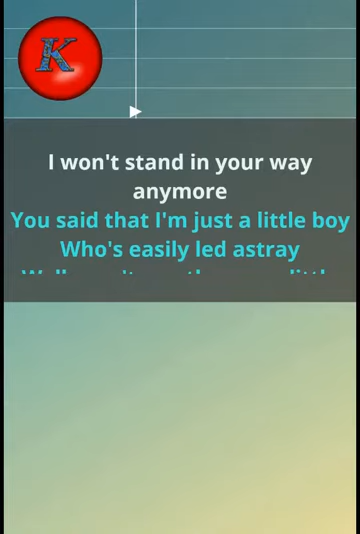 K
I won't stand in your way
anymore
You said that I'm just a little boy
Who's easily led astray